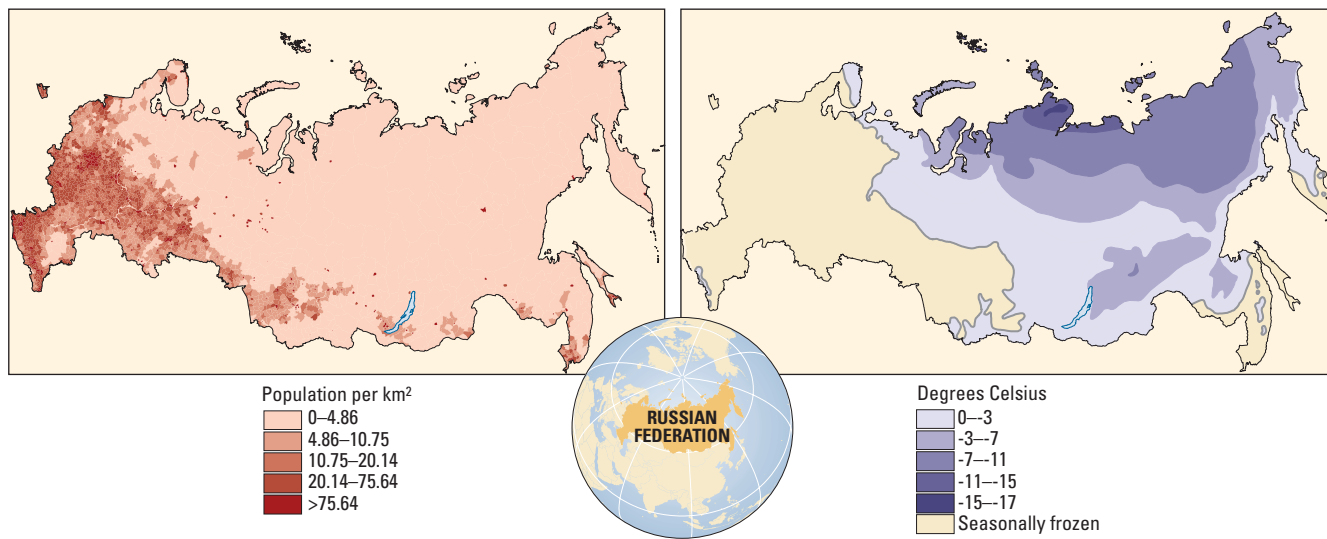 Population per km²
0–4.86
4.86–10.75
10.75–20.14
20.14–75.64
>75.64
RUSSIAN
FEDERATION
Degrees Celsius
0–-3
-3–-7
-7–-11
-11–-15
-15–-17
Seasonally frozen